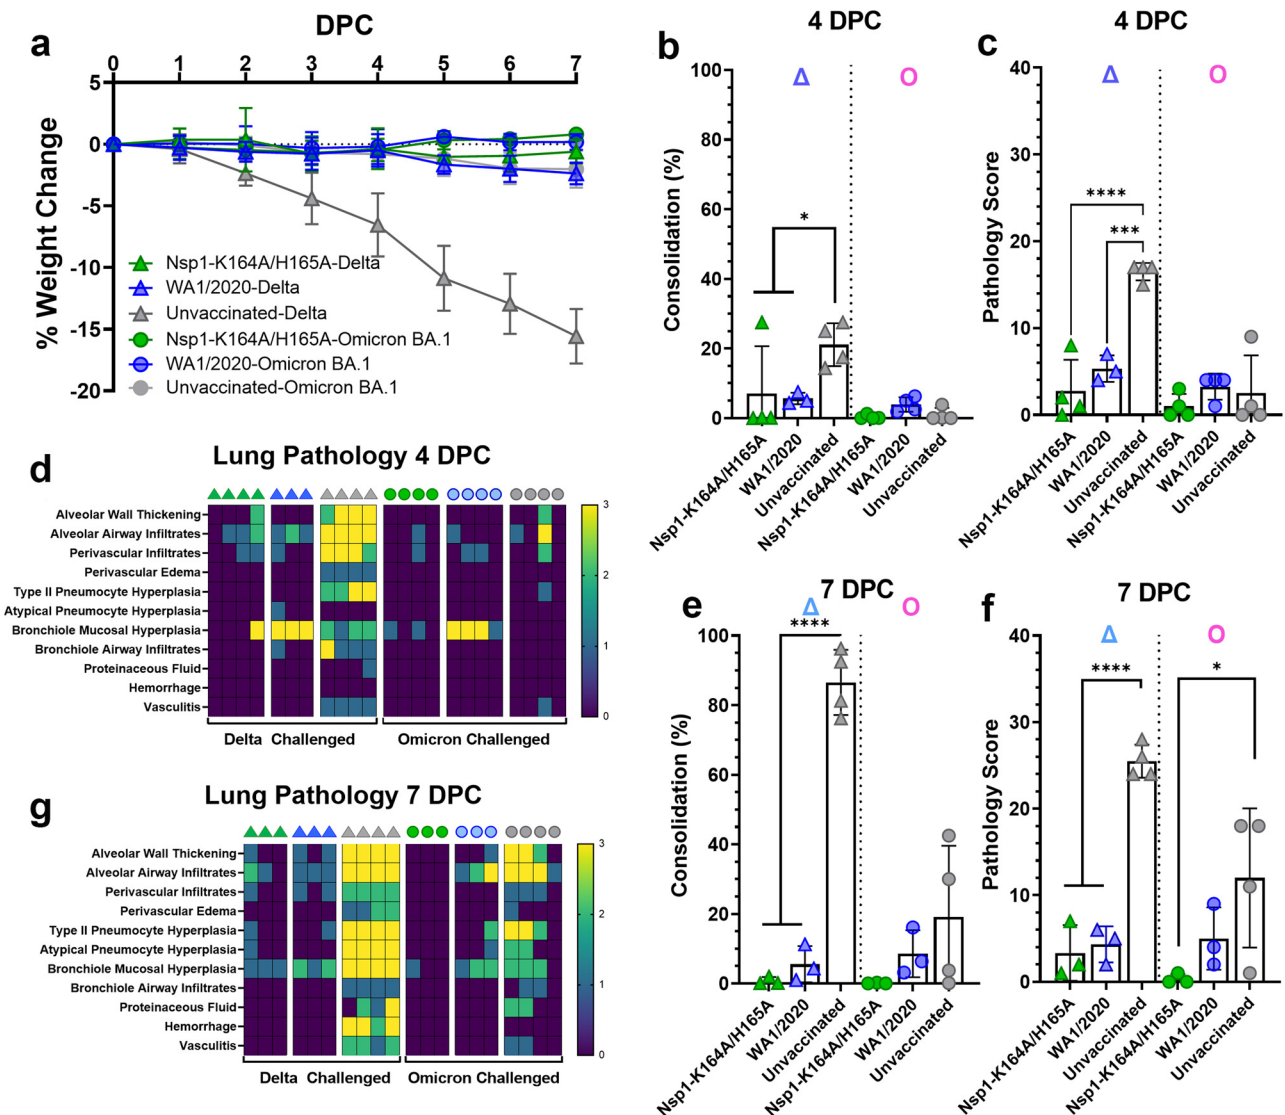 a
DPC
0 1 2 3 4 5 6 7
5
0
-5
-10
-15
-20
% Weight Change
Nsp1-K164A/H165A-Delta
WA1/2020-Delta
Unvaccinated-Delta
Nsp1-K164A/H165A-Omicron BA.1
WA1/2020-Omicron BA.1
Unvaccinated-Omicron BA.1
b
4 DPC
Δ
O
100
80
60
40
20
0
Consolidation (%)
*
Nsp1-K164A/H165A
WA1/2020
Unvaccinated
Nsp1-K164A/H165A
WA1/2020
Unvaccinated
c
4 DPC
Δ
O
40
30
20
10
0
Pathology Score
****
***
Nsp1-K164A/H165A
WA1/2020
Unvaccinated
Nsp1-K164A/H165A
WA1/2020
Unvaccinated
d
Lung Pathology 4 DPC
Alveolar Wall Thickening
Alveolar Airway Infiltrates
Perivascular Infiltrates
Perivascular Edema
Type II Pneumocyte Hyperplasia
Atypical Pneumocyte Hyperplasia
Bronchiole Mucosal Hyperplasia
Bronchiole Airway Infiltrates
Proteinaceous Fluid
Hemorrhage
Vasculitis
3
2
1
0
Delta Challenged
Omicron Challenged
e
7 DPC
Δ
O
****
100
80
60
40
20
0
Consolidation (%)
Nsp1-K164A/H165A
WA1/2020
Unvaccinated
Nsp1-K164A/H165A
WA1/2020
Unvaccinated
f
7 DPC
Δ
O
40
30
20
10
0
Pathology Score
****
*
Nsp1-K164A/H165A
WA1/2020
Unvaccinated
Nsp1-K164A/H165A
WA1/2020
Unvaccinated
g
Lung Pathology 7 DPC
Alveolar Wall Thickening
Alveolar Airway Infiltrates
Perivascular Infiltrates
Perivascular Edema
Type II Pneumocyte Hyperplasia
Atypical Pneumocyte Hyperplasia
Bronchiole Mucosal Hyperplasia
Bronchiole Airway Infiltrates
Proteinaceous Fluid
Hemorrhage
Vasculitis
3
2
1
0
Delta Challenged
Omicron Challenged